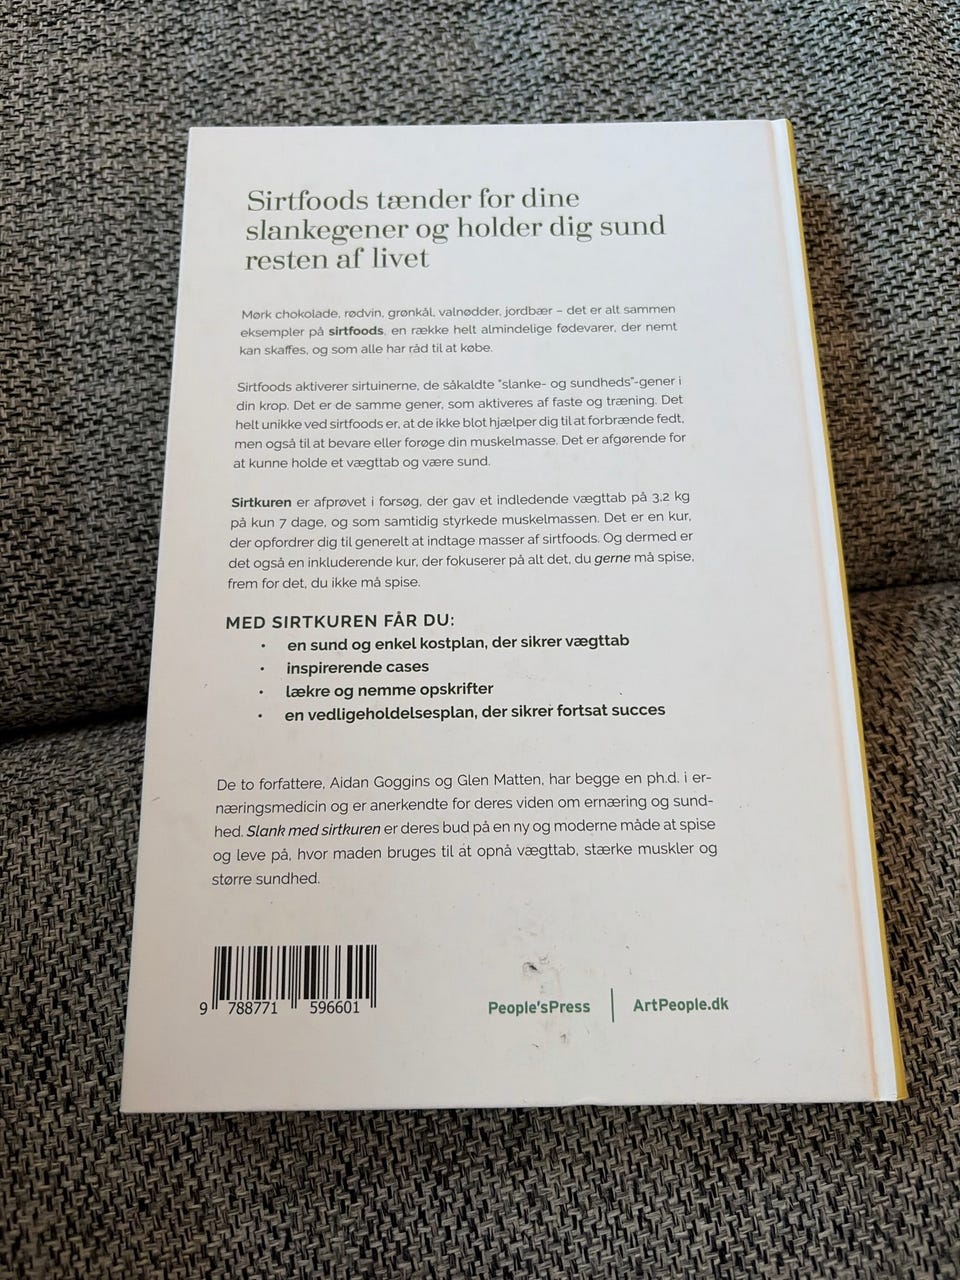 Sirtfoods tænder for dine
slankegener og holder dig sund
resten af livet
Mørk chokolade, rødvin, grønkål, valnødder, jordbær – det er alt sammen
eksempler på sirtfoods, en række helt almindelige fødevarer, der nemt
kan skaffes, og som alle har råd til at købe.
Sirtfoods aktiverer sirtuinerne, de såkaldte "slanke- og sundheds"-gener i
din krop. Det er de samme gener, som aktiveres af faste og træning. Det
helt unikke ved sirtfoods er, at de ikke blot hjælper dig til at forbrænde fedt,
men også til at bevare eller forøge din muskelmasse. Det er afgørende for
at kunne holde et vægttab og være sund.
Sirtkuren er afprøvet i forsøg, der gav et indledende vægttab på 3,2 kg
på kun 7 dage, og som samtidig styrkede muskelmassen. Det er en kur,
der opfordrer dig til generelt at indtage masser af sirtfoods. Og dermed er
det også en inkluderende kur, der fokuserer på alt det, du gerne må spise,
frem for det, du ikke må spise.
MED SIRTKUREN FÅR DU:
• en sund og enkel kostplan, der sikrer vægttab
• inspirerende cases
• lækre og nemme opskrifter
• en vedligeholdelsesplan, der sikrer fortsat succes
De to forfattere, Aidan Goggins og Glen Matten, har begge en ph.d. i er-
næringsmedicin og er anerkendte for deres viden om ernæring og sund-
hed. Slank med sirtkuren er deres bud på en ny og moderne måde at spise
og leve på, hvor maden bruges til at opnå vægttab, stærke muskler og
større sundhed.
9 788771 596601
People'sPress | ArtPeople.dk